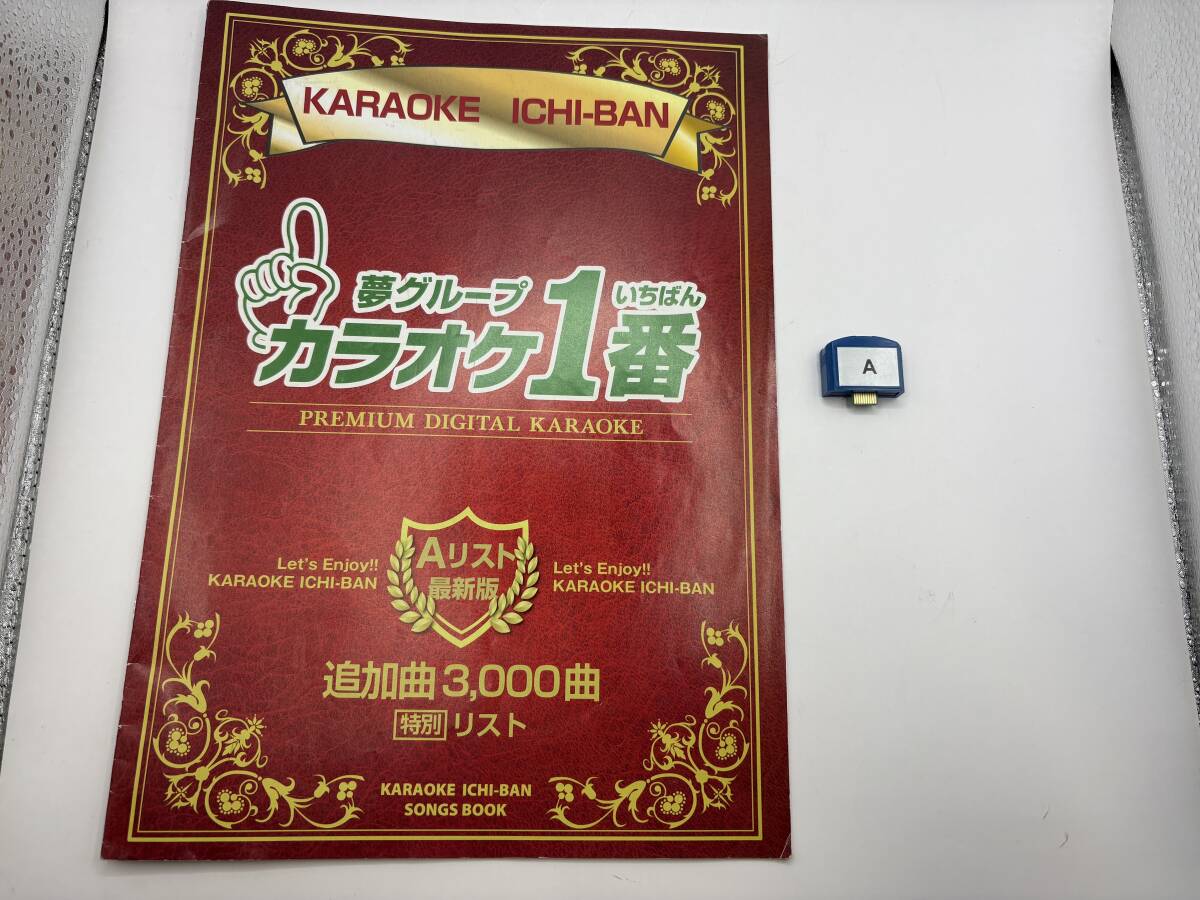 KARAOKE ICHI-BAN
夢グループ
いちばん
カラオケ1番
PREMIUM DIGITAL KARAOKE
Let's Enjoy!!
KARAOKE ICHI-BAN
Aリスト
最新版
Let's Enjoy!!
KARAOKE ICHI-BAN
追加曲3,000曲
特別 リスト
KARAOKE ICHI-BAN
SONGS BOOK
A